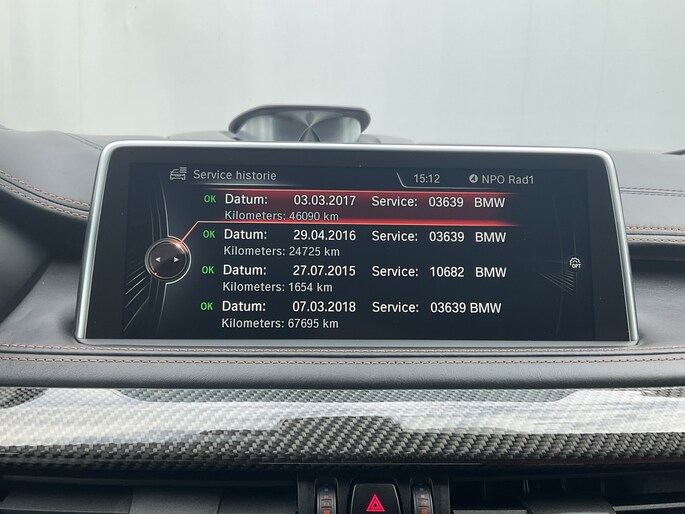 Service historie 15:12 NPO Rad1
OK Datum: 03.03.2017 Service: 03639 BMW
Kilometers: 46090 km
OK Datum: 29.04.2016 Service: 03639 BMW
Kilometers: 24725 km
OK Datum: 27.07.2015 Service: 10682 BMW
Kilometers: 1654 km
OPT
OK Datum: 07.03.2018 Service: 03639 BMW
Kilometers: 67695 km